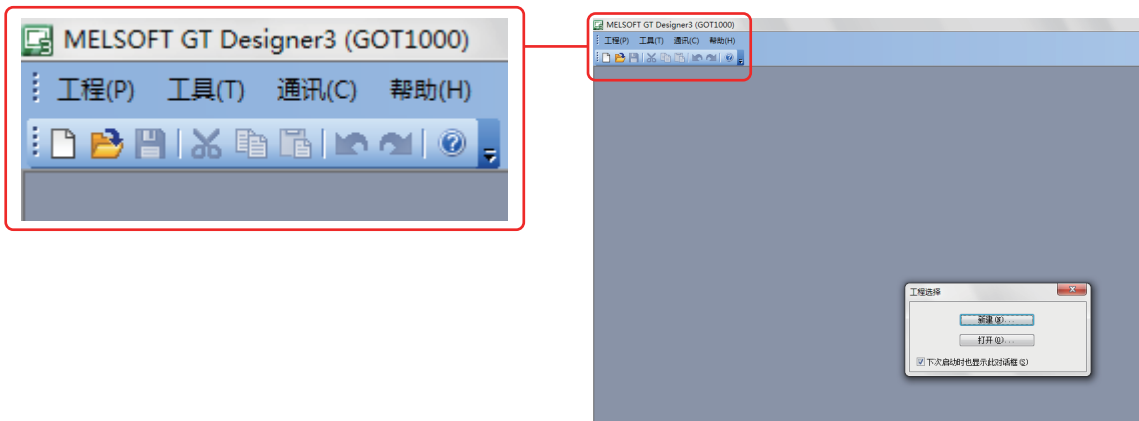 MELSOFT GT Designer3 (GOT1000)
工程(P) 工具(T) 通讯(C) 帮助(H)
MELSOFT GT Designer3 (GOT1000)
工程(P) 工具(T) 通讯(C) 帮助(H)
工程选择
新建(N)...
打开(O)...
下次启动时也显示此对话框(S)